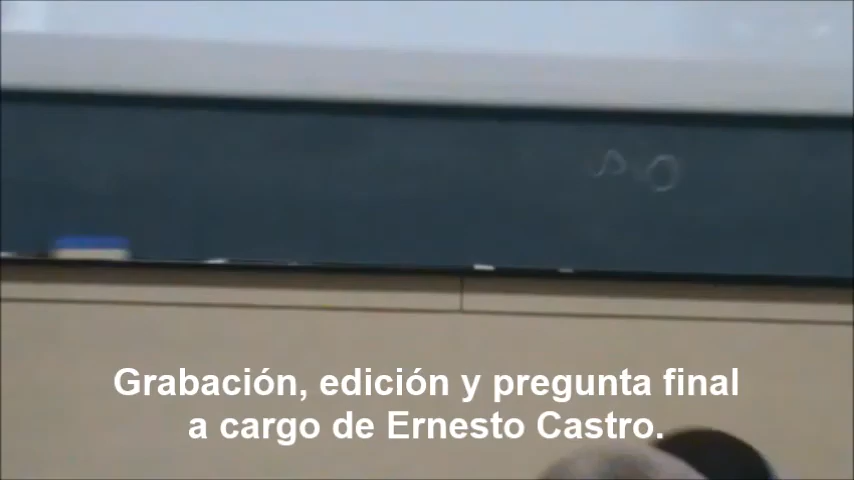 Grabación, edición y pregunta final
a cargo de Ernesto Castro.